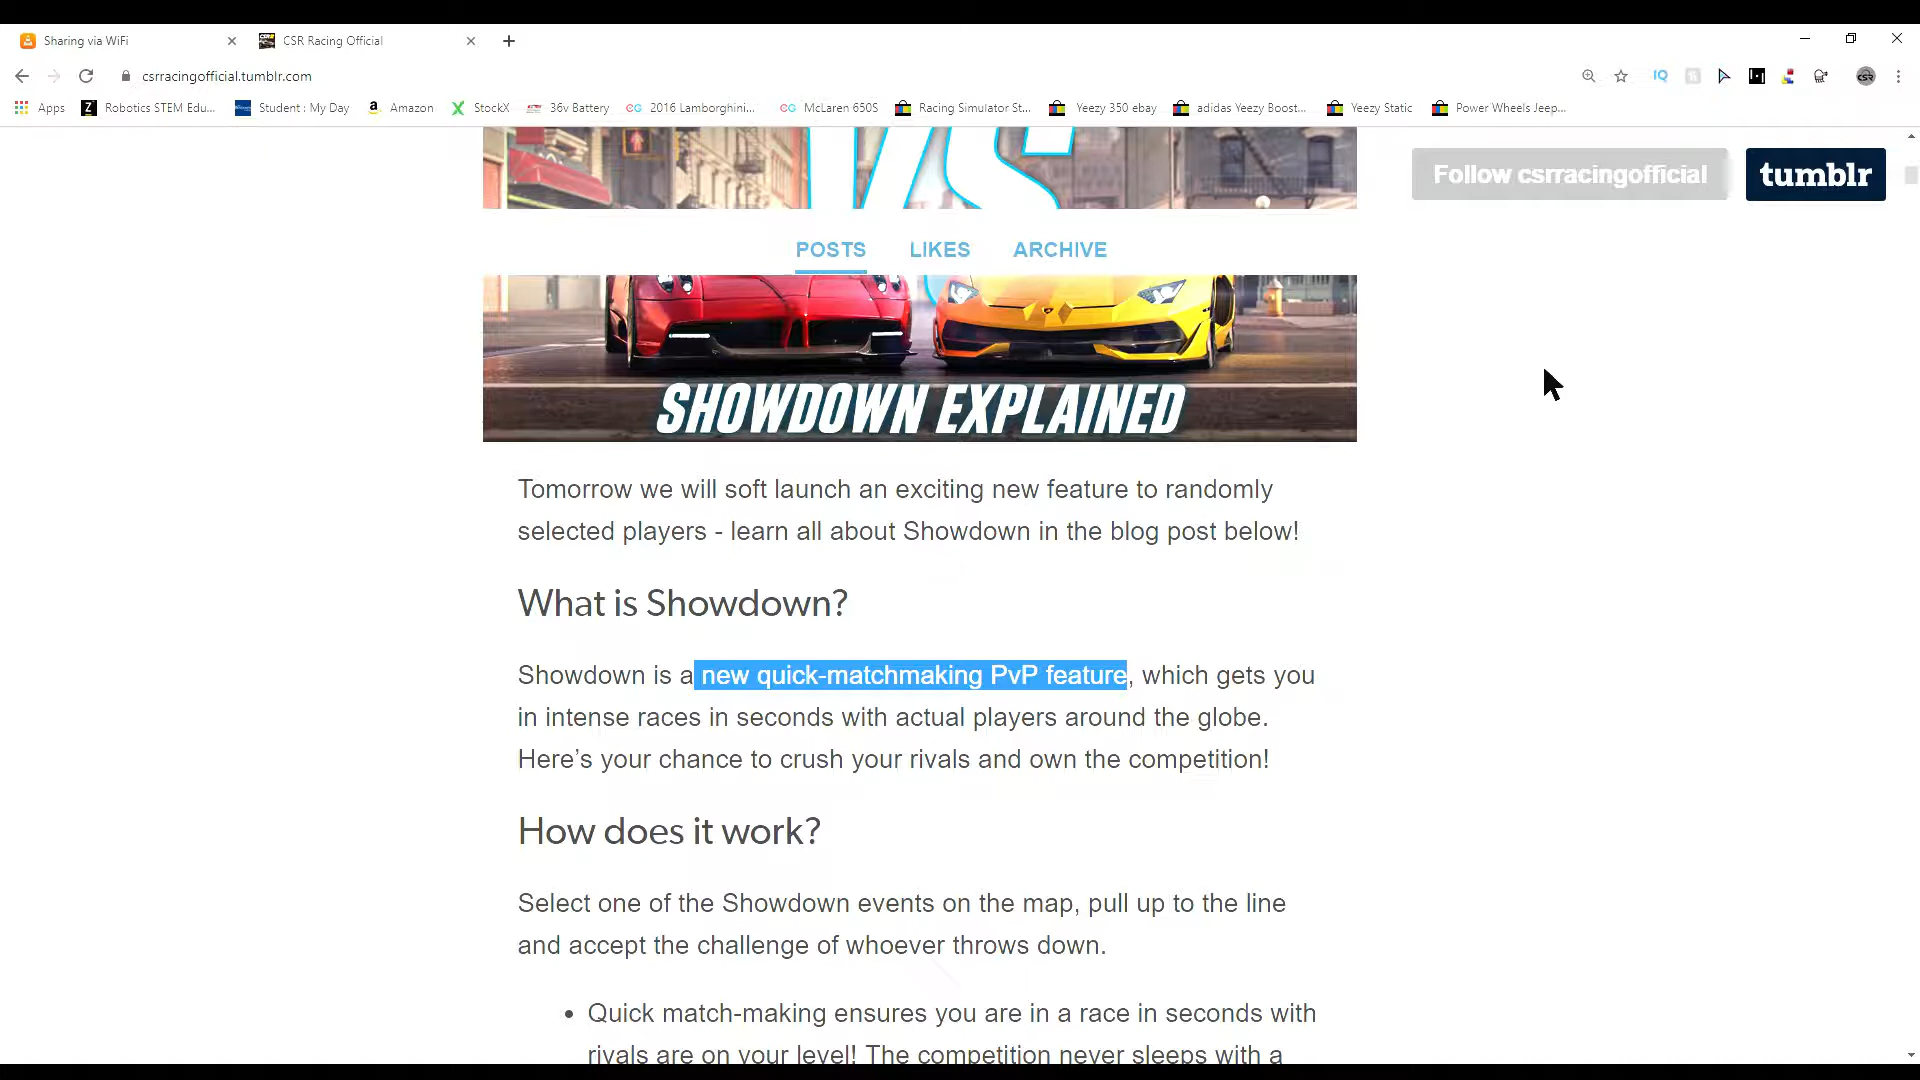 Sharing via WiFi
CSR Racing Official
csrracingofficial.tumblr.com
Apps
Robotics STEM Edu...
Student : My Day
Amazon
StockX
36v Battery
2016 Lamborghini...
McLaren 650S
Racing Simulator St...
Yeezy 350 ebay
adidas Yeezy Boost...
Yeezy Static
Power Wheels Jeep...
VS
Follow csrracingofficial
tumblr
POSTS LIKES ARCHIVE
SHOWDOWN EXPLAINED
Tomorrow we will soft launch an exciting new feature to randomly
selected players - learn all about Showdown in the blog post below!
What is Showdown?
Showdown is a new quick-matchmaking PvP feature, which gets you
in intense races in seconds with actual players around the globe.
Here’s your chance to crush your rivals and own the competition!
How does it work?
Select one of the Showdown events on the map, pull up to the line
and accept the challenge of whoever throws down.
• Quick match-making ensures you are in a race in seconds with
rivals are on your level! The competition never sleeps with a